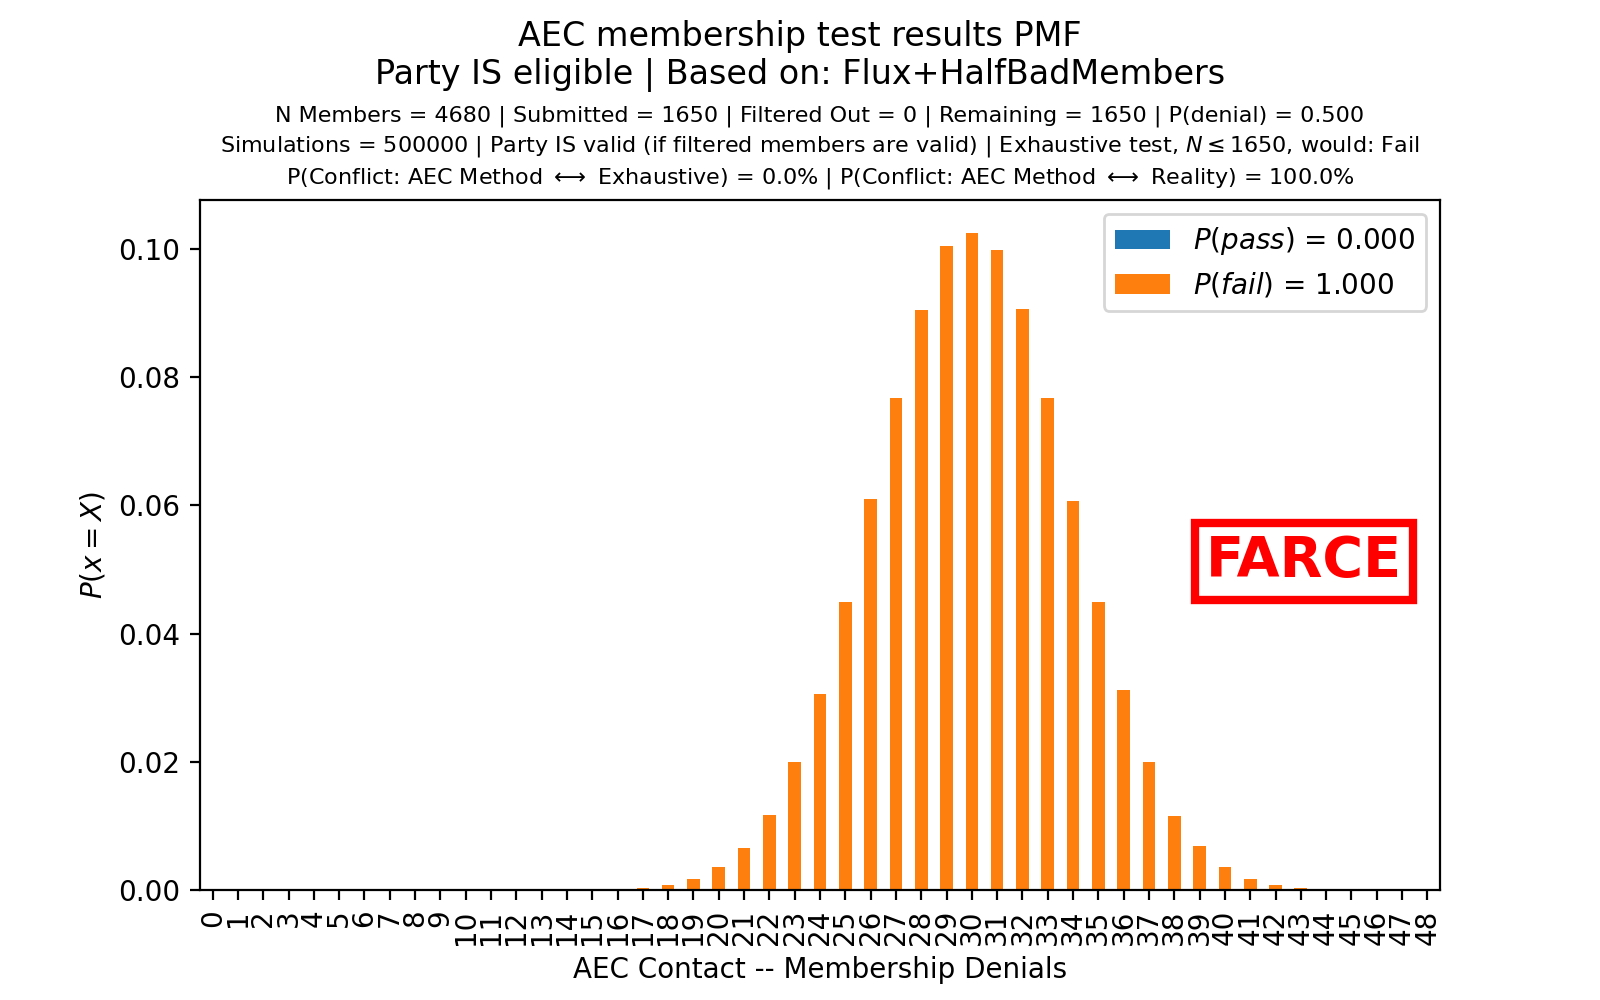 AEC membership test results PMF
Party IS eligible | Based on: Flux+HalfBadMembers
N Members = 4680 | Submitted = 1650 | Filtered Out = 0 | Remaining = 1650 | P(denial) = 0.500
Simulations = 500000 | Party IS valid (if filtered members are valid) | Exhaustive test, N ≤ 1650, would: Fail
P(Conflict: AEC Method ⟷ Exhaustive) = 0.0% | P(Conflict: AEC Method ⟷ Reality) = 100.0%
P(pass) = 0.000
P(fail) = 1.000
FARCE
P(x = X)
0.10
0.08
0.06
0.04
0.02
0.00
0 1 2 3 4 5 6 7 8 9 10 11 12 13 14 15 16 17 18 19 20 21 22 23 24 25 26 27 28 29 30 31 32 33 34 35 36 37 38 39 40 41 42 43 44 45 46 47 48
AEC Contact -- Membership Denials